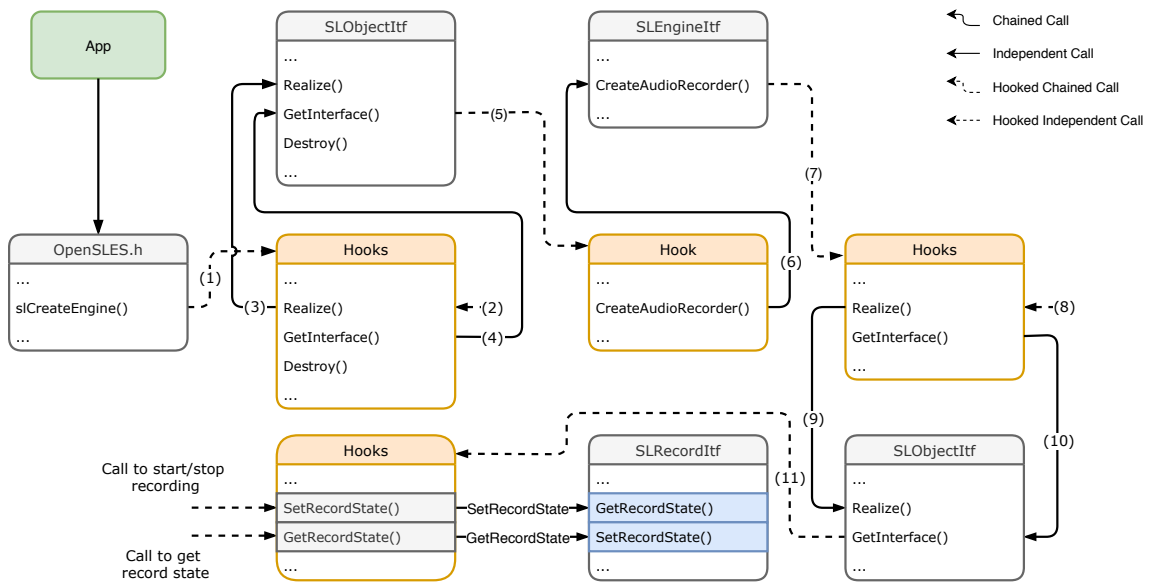 App
SLObjectItf
...
Realize()
GetInterface()
Destroy()
...
SLEngineItf
...
CreateAudioRecorder()
...
Chained Call
Independent Call
Hooked Chained Call
Hooked Independent Call
(5)
(7)
OpenSLES.h
...
slCreateEngine()
...
(1)
Hooks
...
Realize()
GetInterface()
Destroy()
...
(3)
(2)
(4)
Hook
...
CreateAudioRecorder()
...
(6)
Hooks
...
Realize()
GetInterface()
...
(8)
(9)
(10)
Call to start/stop
recording
Call to get
record state
Hooks
...
SetRecordState()
GetRecordState()
...
SetRecordState
GetRecordState
SLRecordItf
...
GetRecordState()
SetRecordState()
...
(11)
SLObjectItf
...
Realize()
GetInterface()
...